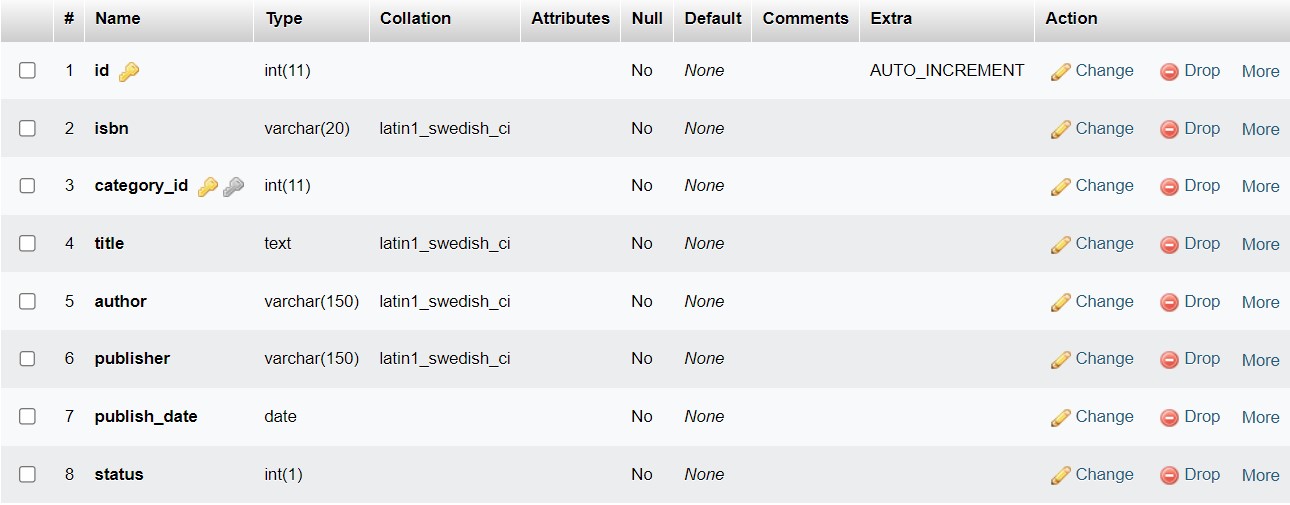 # Name Type Collation Attributes Null Default Comments Extra Action
1 id int(11) No None AUTO_INCREMENT Change Drop More
2 isbn varchar(20) latin1_swedish_ci No None Change Drop More
3 category_id int(11) No None Change Drop More
4 title text latin1_swedish_ci No None Change Drop More
5 author varchar(150) latin1_swedish_ci No None Change Drop More
6 publisher varchar(150) latin1_swedish_ci No None Change Drop More
7 publish_date date No None Change Drop More
8 status int(1) No None Change Drop More